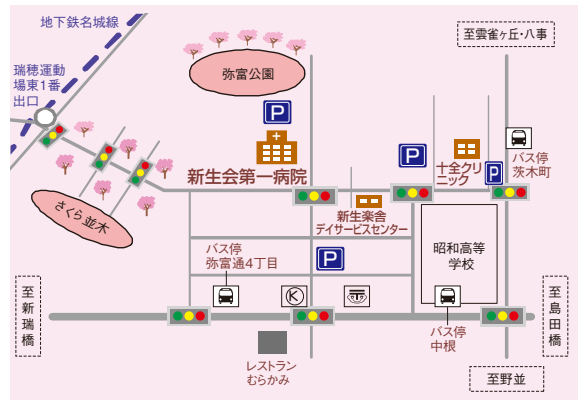 地下鉄名城線
至雲雀ヶ丘・八事
瑞穂運動
場東1番
出口
弥富公園
P
P
バス停
茨木町
十全クリ
ニック
P
新生会第一病院
さくら並木
新生楽舎
デイサービスセンター
バス停
弥富通4丁目
P
昭和高等
学校
至新瑞橋
至島田橋
K
バス停
中根
レストラン
むらかみ
至野並